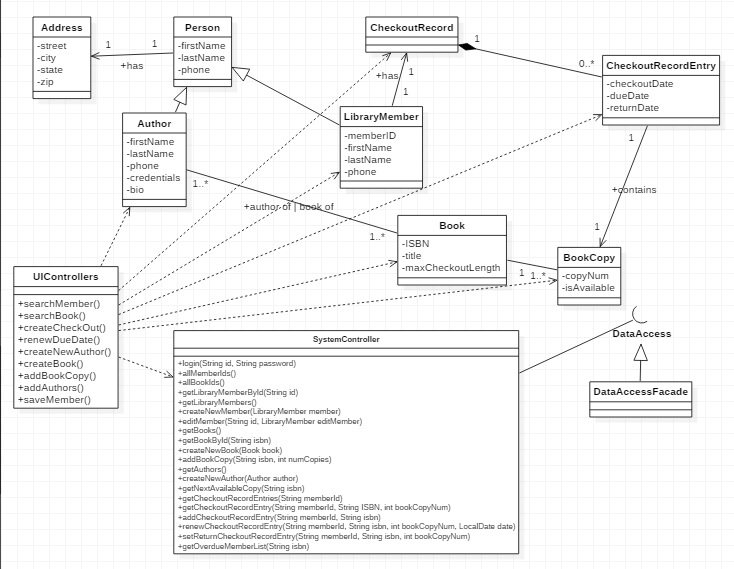 Address
-street
-city
-state
-zip
1
1
+has
Person
-firstName
-lastName
-phone
CheckoutRecord
1
0..*
CheckoutRecordEntry
-checkoutDate
-dueDate
-returnDate
+has
1
1
LibraryMember
-memberID
-firstName
-lastName
-phone
Author
-firstName
-lastName
-phone
-credentials
-bio
1..*
+author of | book of
1..*
Book
-ISBN
-title
-maxCheckoutLength
1
1..*
1
+contains
1
BookCopy
-copyNum
-isAvailable
UIControllers
+searchMember()
+searchBook()
+createCheckOut()
+renewDueDate()
+createNewAuthor()
+createBook()
+addBookCopy()
+addAuthors()
+saveMember()
SystemController
+login(String id, String password)
+allMemberIds()
+allBookIds()
+getLibraryMemberById(String id)
+getLibraryMembers()
+createNewMember(LibraryMember member)
+editMember(String id, LibraryMember editMember)
+getBooks()
+getBookById(String isbn)
+createNewBook(Book book)
+addBookCopy(String isbn, int numCopies)
+getAuthors()
+createNewAuthor(Author author)
+getNextAvailableCopy(String isbn)
+getCheckoutRecordEntries(String memberId)
+getCheckoutRecordEntry(String memberId, String ISBN, int bookCopyNum)
+addCheckoutRecordEntry(String memberId, String isbn)
+renewCheckoutRecordEntry(String memberId, String isbn, int bookCopyNum, LocalDate date)
+setReturnCheckoutRecordEntry(String memberId, String isbn, int bookCopyNum)
+getOverdueMemberList(String isbn)
DataAccess
DataAccessFacade